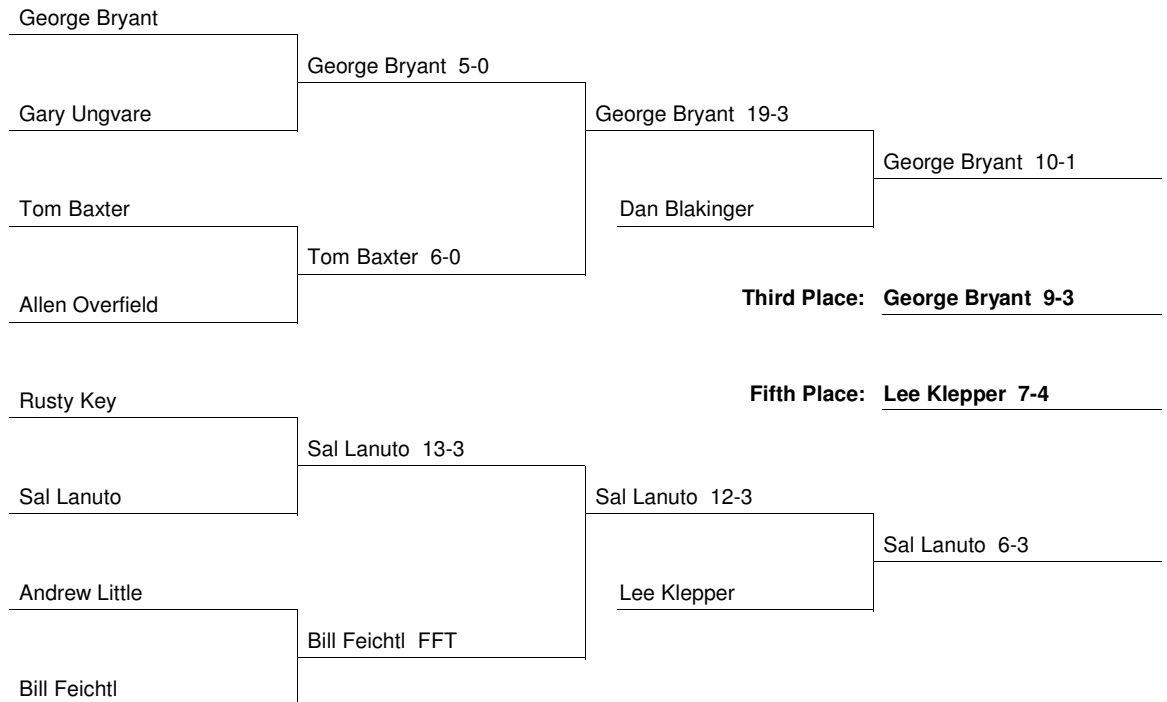 George Bryant
George Bryant 5-0
Gary Ungvare
George Bryant 19-3
George Bryant 10-1
Tom Baxter
Dan Blakinger
Tom Baxter 6-0
Allen Overfield
Third Place: George Bryant 9-3
Rusty Key
Fifth Place: Lee Klepper 7-4
Sal Lanuto 13-3
Sal Lanuto
Sal Lanuto 12-3
Sal Lanuto 6-3
Andrew Little
Lee Klepper
Bill Feichtl FFT
Bill Feichtl